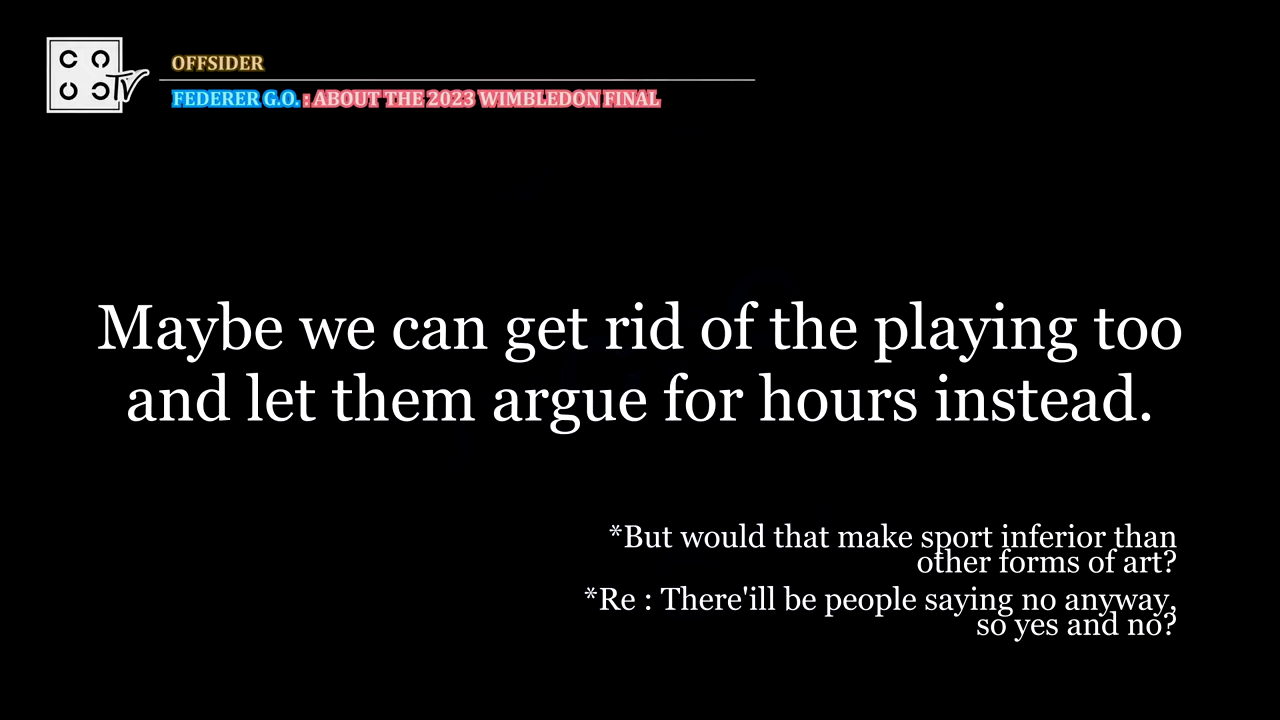 TV
OFFSIDER
FEDERER G.O. : ABOUT THE 2023 WIMBLEDON FINAL
Maybe we can get rid of the playing too
and let them argue for hours instead.
*But would that make sport inferior than
other forms of art?
*Re : There'ill be people saying no anyway,
so yes and no?